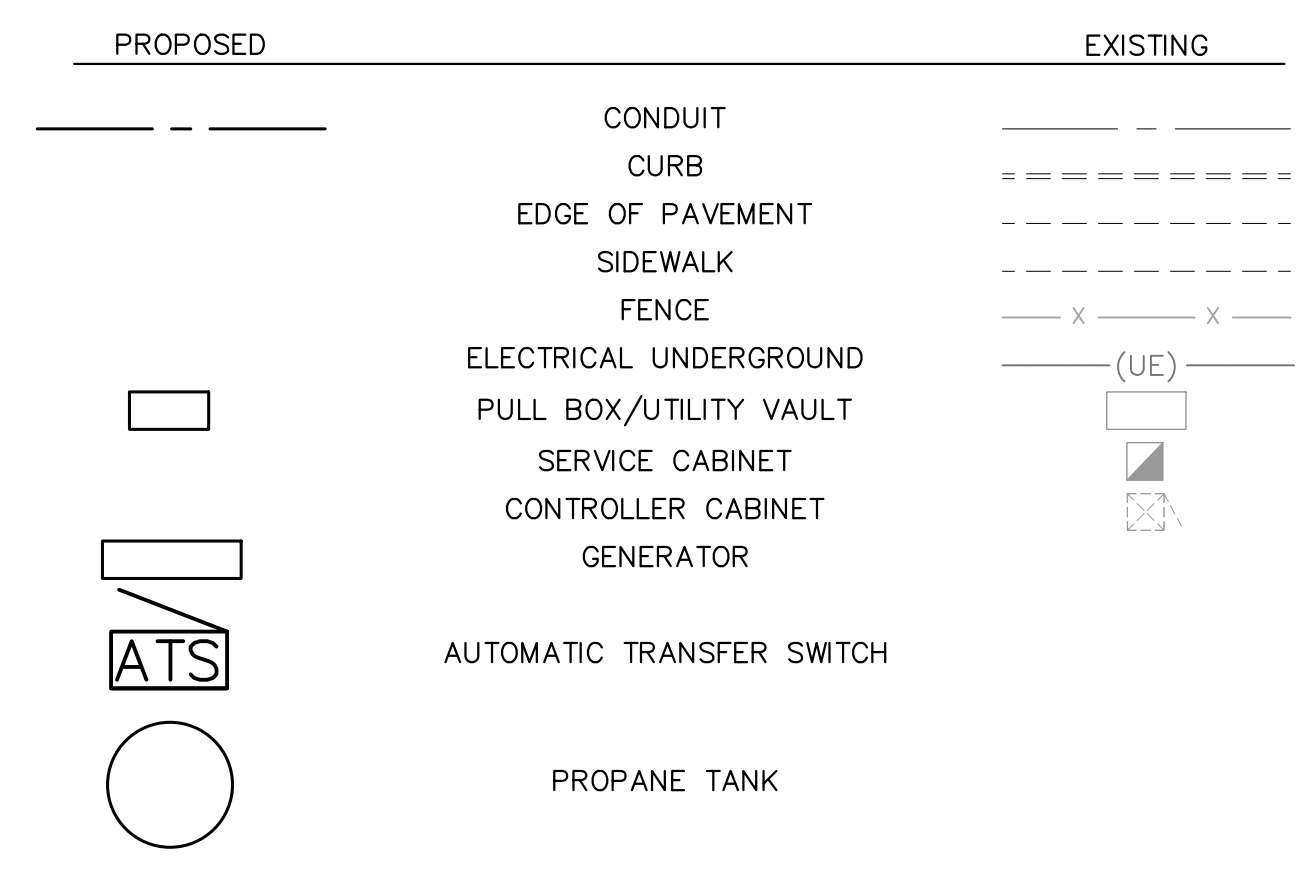 PROPOSED EXISTING
CONDUIT
CURB
EDGE OF PAVEMENT
SIDEWALK
FENCE X X
ELECTRICAL UNDERGROUND (UE)
PULL BOX/UTILITY VAULT
SERVICE CABINET
CONTROLLER CABINET
GENERATOR
ATS AUTOMATIC TRANSFER SWITCH
PROPANE TANK